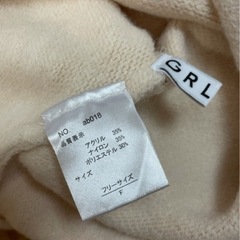 GRL
NO. ab018
品質表示
アクリル 35%
ナイロン 35%
ポリエステル 30%
サイズ
フリーサイズ
F